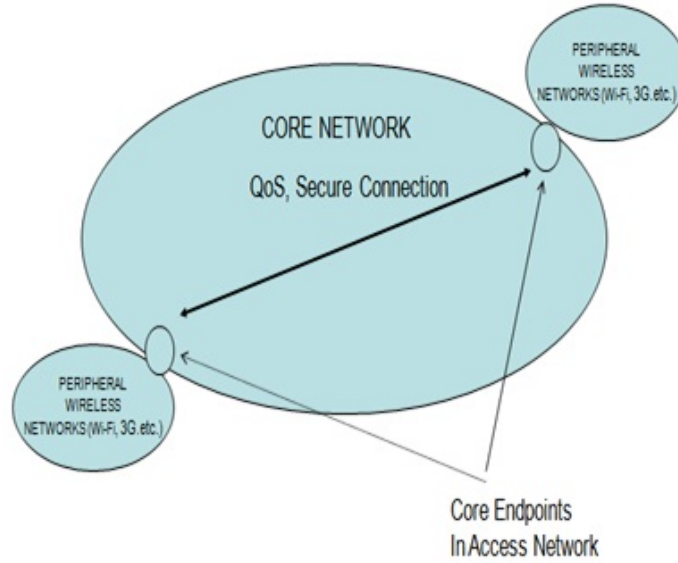 PERIPHERAL
WIRELESS
NETWORKS (Wi-Fi, 3G.etc.)
CORE NETWORK
QoS, Secure Connection
PERIPHERAL
WIRELESS
NETWORKS (Wi-Fi, 3G.etc.)
Core Endpoints
In Access Network